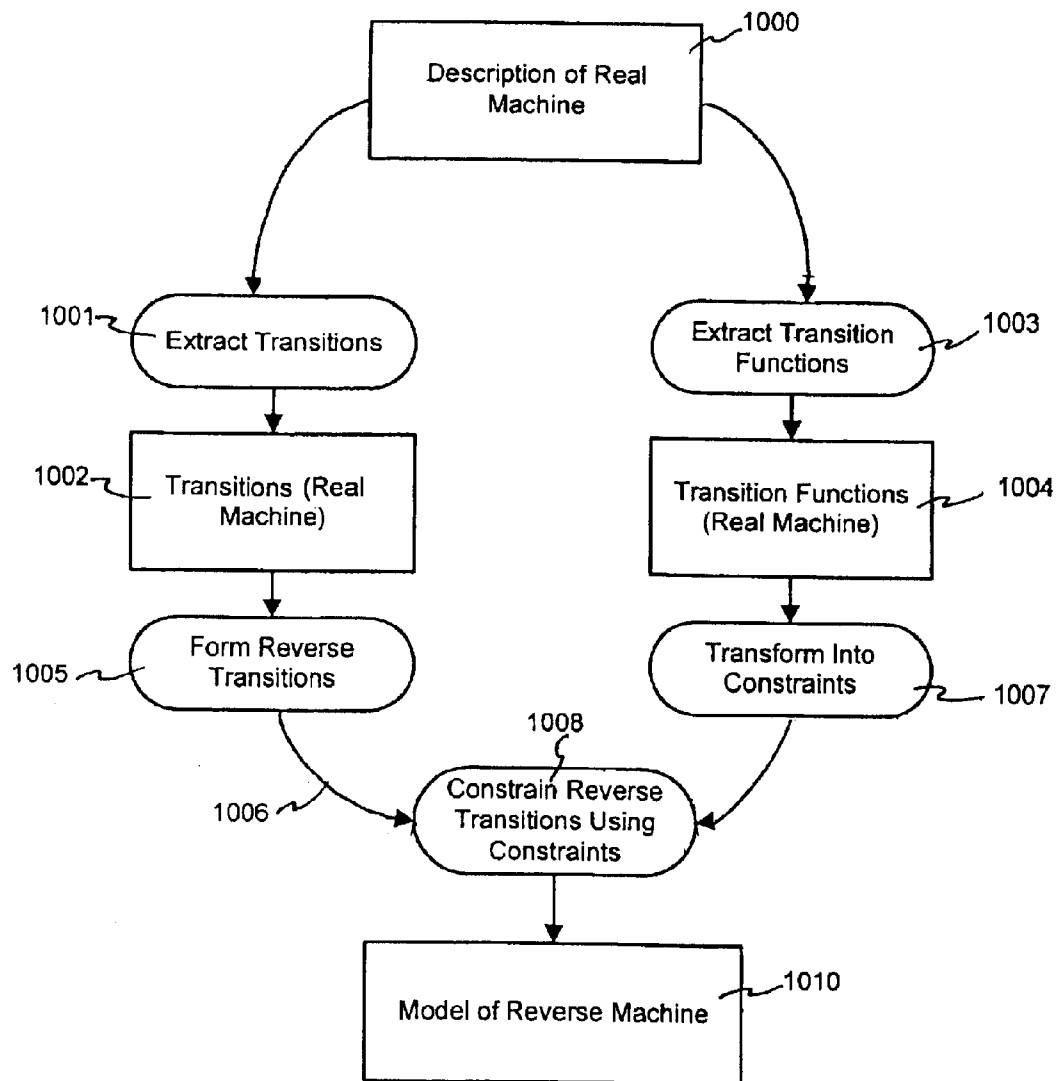 1000
Description of Real
Machine
1001
Extract Transitions
1003
Extract Transition
Functions
1002
Transitions (Real
Machine)
1004
Transition Functions
(Real Machine)
1005
Form Reverse
Transitions
Transform Into
Constraints
1007
1006
1008
Constrain Reverse
Transitions Using
Constraints
1010
Model of Reverse Machine